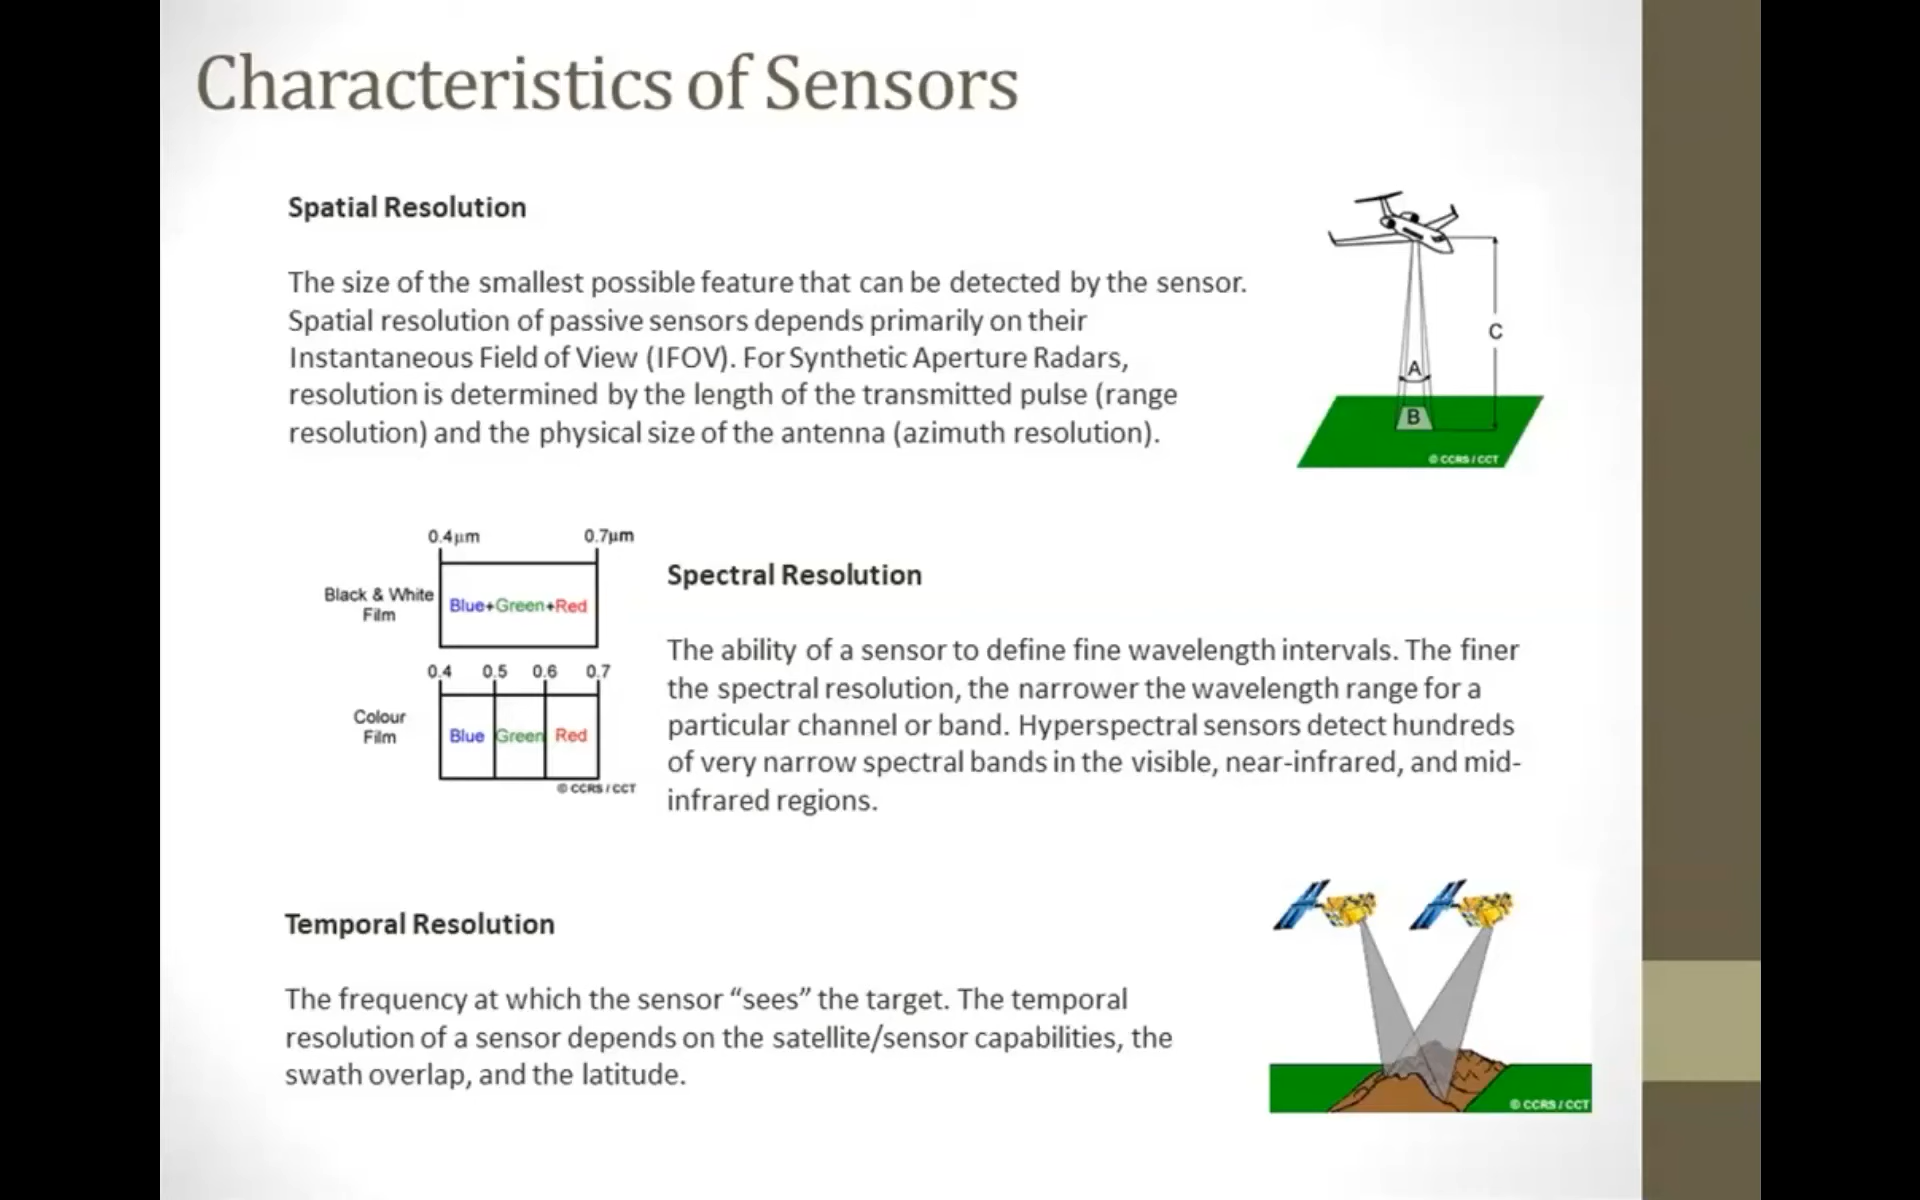 Characteristics of Sensors
Spatial Resolution
The size of the smallest possible feature that can be detected by the sensor.
Spatial resolution of passive sensors depends primarily on their
Instantaneous Field of View (IFOV). For Synthetic Aperture Radars,
resolution is determined by the length of the transmitted pulse (range
resolution) and the physical size of the antenna (azimuth resolution).
C
A
B
© CCRS / CCT
0.4µm 0.7µm
Black & White
Film
Blue+Green+Red
0.4 0.5 0.6 0.7
Colour
Film
Blue Green Red
© CCRS / CCT
Spectral Resolution
The ability of a sensor to define fine wavelength intervals. The finer
the spectral resolution, the narrower the wavelength range for a
particular channel or band. Hyperspectral sensors detect hundreds
of very narrow spectral bands in the visible, near-infrared, and mid-
infrared regions.
Temporal Resolution
The frequency at which the sensor “sees” the target. The temporal
resolution of a sensor depends on the satellite/sensor capabilities, the
swath overlap, and the latitude.
© CCRS / CCT